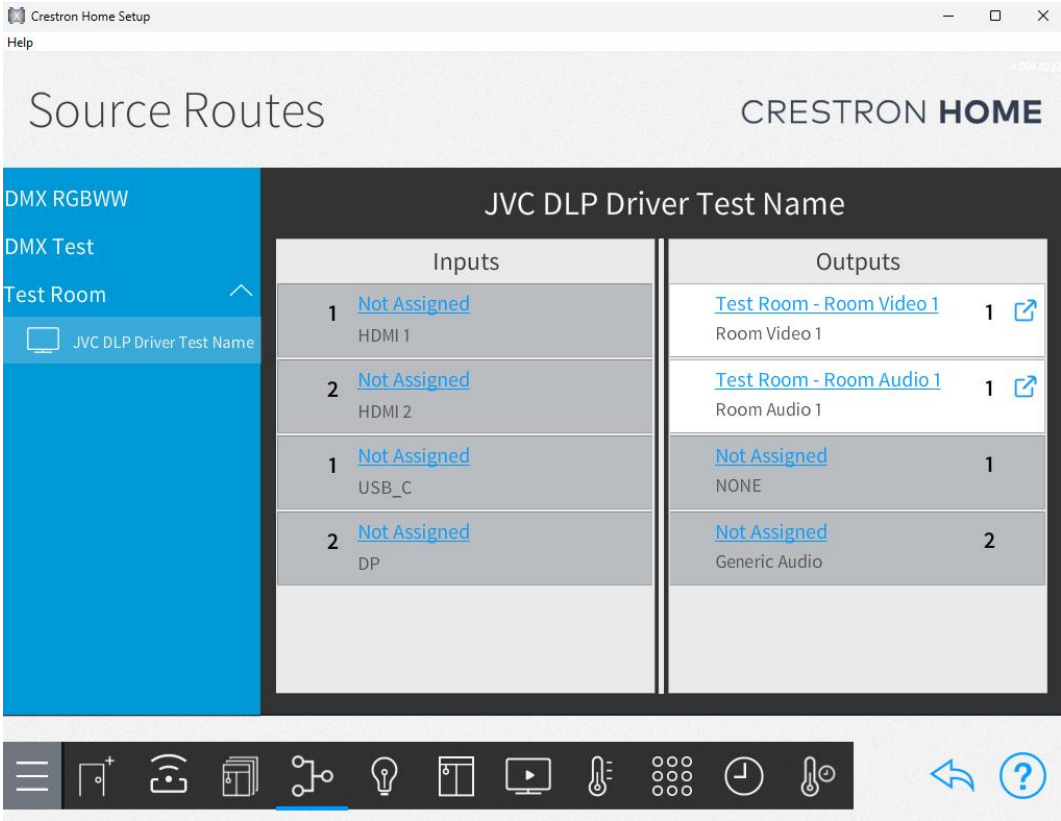 Crestron Home Setup
Help
Source Routes
CRESTRON HOME
DMX RGBWW
DMX Test
Test Room
JVC DLP Driver Test Name
JVC DLP Driver Test Name
Inputs
1 Not Assigned
HDMI 1
2 Not Assigned
HDMI 2
1 Not Assigned
USB_C
2 Not Assigned
DP
Outputs
Test Room - Room Video 1 1
Room Video 1
Test Room - Room Audio 1 1
Room Audio 1
Not Assigned 1
NONE
Not Assigned 2
Generic Audio
?